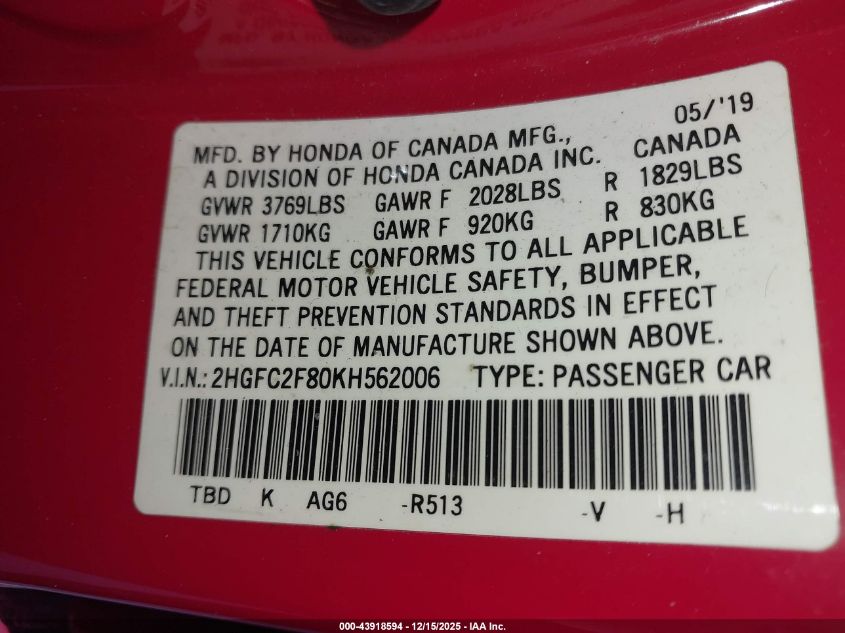 05/'19
MFD. BY HONDA OF CANADA MFG., CANADA
A DIVISION OF HONDA CANADA INC.
GVWR 3769LBS GAWR F 2028LBS R 1829LBS
GVWR 1710KG GAWR F 920KG R 830KG
THIS VEHICLE CONFORMS TO ALL APPLICABLE
FEDERAL MOTOR VEHICLE SAFETY, BUMPER,
AND THEFT PREVENTION STANDARDS IN EFFECT
ON THE DATE OF MANUFACTURE SHOWN ABOVE.
V.I.N.: 2HGFC2F80KH562006 TYPE: PASSENGER CAR
TBD K AG6 -R513 -V -H
000-43918594 - 12/15/2025 - IAA Inc.